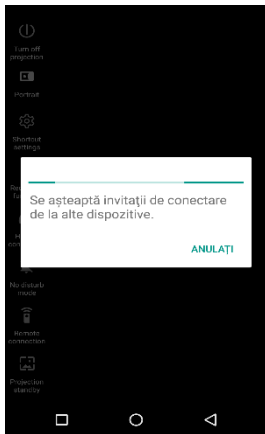 Turn off
projection
Portrait
Shortcut
settings
Se așteaptă invitații de conectare
de la alte dispozitive.
ANULAȚI
No disturb
mode
Remote
connection
Projection
standby